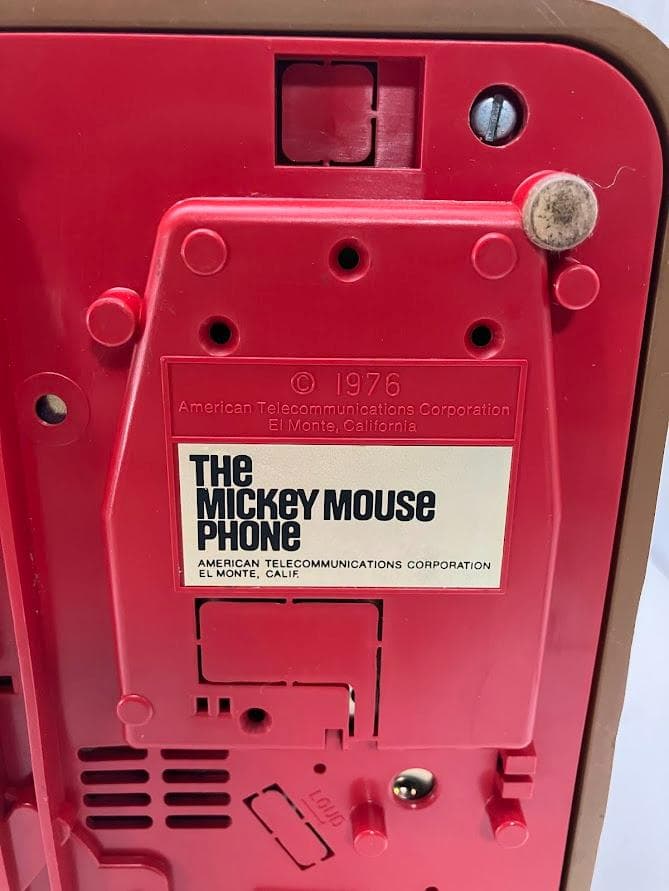 © 1976
American Telecommunications Corporation
El Monte, California
THe
MICKeY MOUSe
PHONe
AMERICAN TELECOMMUNICATIONS CORPORATION
EL MONTE, CALIF.
LOUD